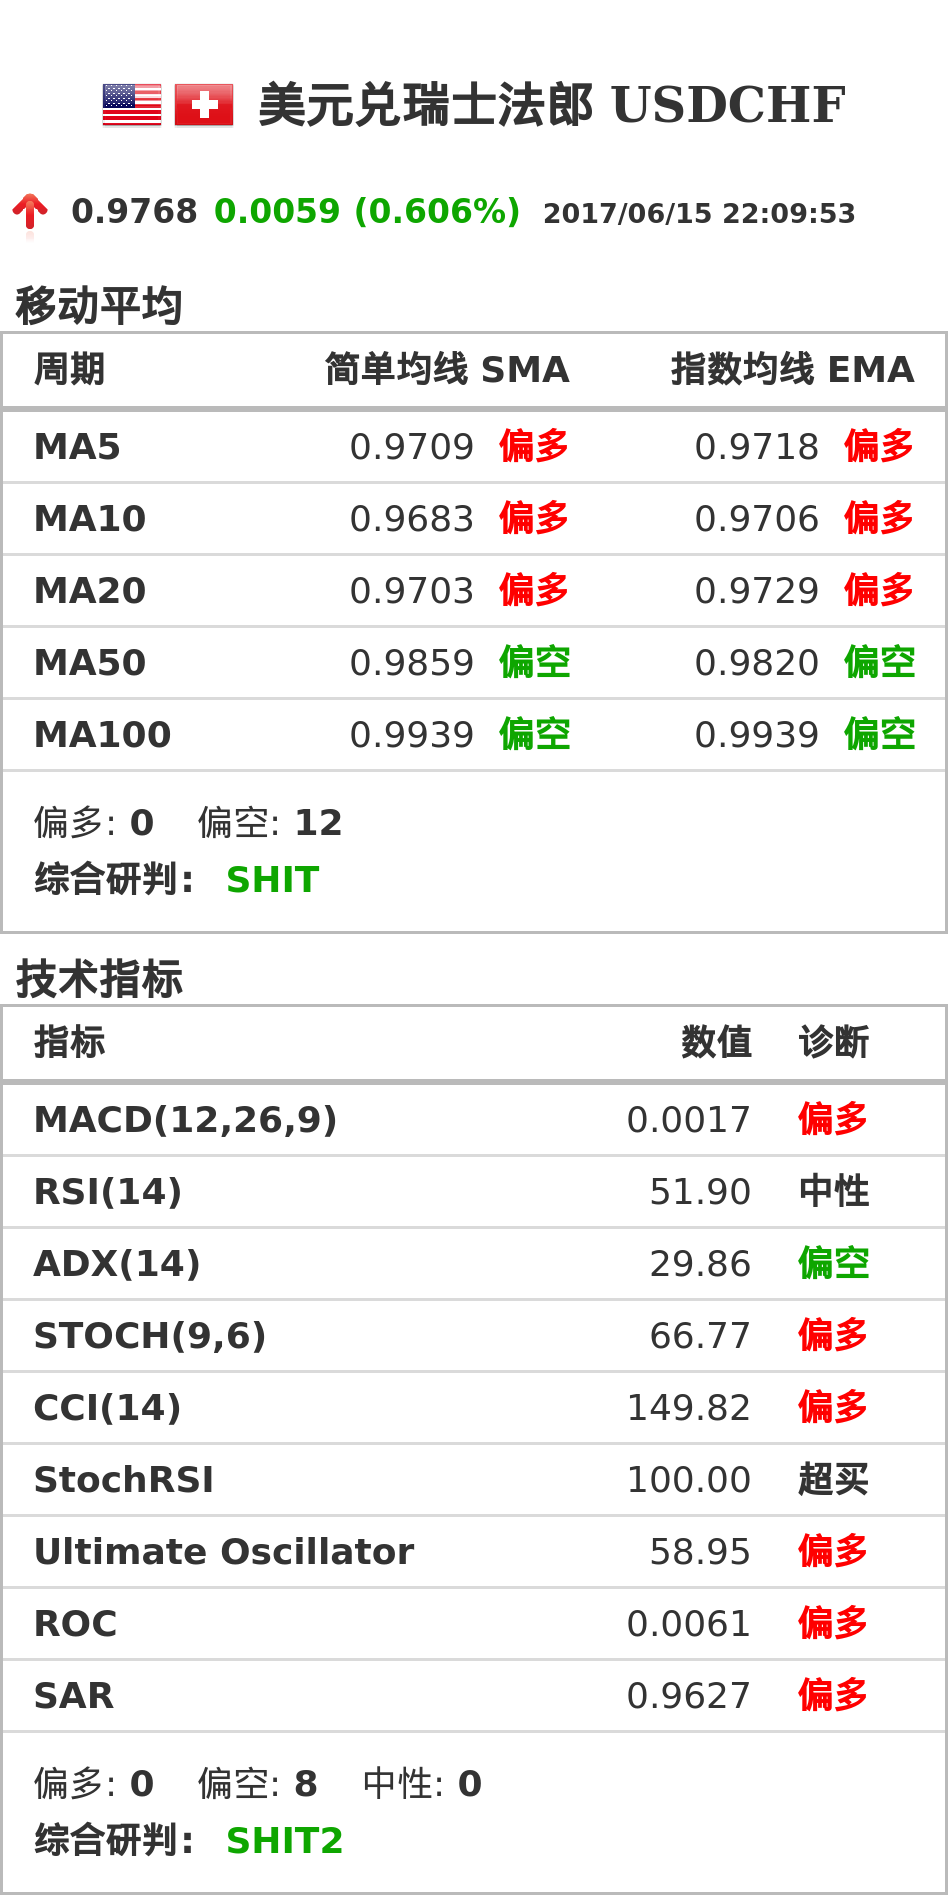 美元兑瑞士法郎 USDCHF
0.9768 0.0059 (0.606%) 2017/06/15 22:09:53
移动平均
周期 简单均线 SMA 指数均线 EMA
MA5 0.9709 偏多 0.9718 偏多
MA10 0.9683 偏多 0.9706 偏多
MA20 0.9703 偏多 0.9729 偏多
MA50 0.9859 偏空 0.9820 偏空
MA100 0.9939 偏空 0.9939 偏空
偏多: 0 偏空: 12
综合研判: SHIT
技术指标
指标 数值 诊断
MACD(12,26,9) 0.0017 偏多
RSI(14) 51.90 中性
ADX(14) 29.86 偏空
STOCH(9,6) 66.77 偏多
CCI(14) 149.82 偏多
StochRSI 100.00 超买
Ultimate Oscillator 58.95 偏多
ROC 0.0061 偏多
SAR 0.9627 偏多
偏多: 0 偏空: 8 中性: 0
综合研判: SHIT2